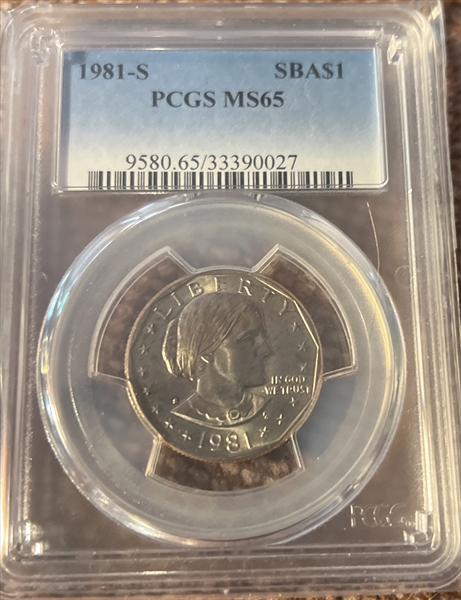 1981-S SBA$1
PCGS MS65
9580.65/33390027
LIBERTY
IN GOD
WE TRUST
S
1981
PCGS